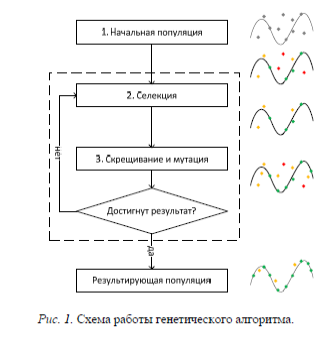 1. Начальная популяция
2. Селекция
3. Скрещивание и мутация
нет
Достигнут результат?
да
Результирующая популяция
Рис. 1. Схема работы генетического алгоритма.